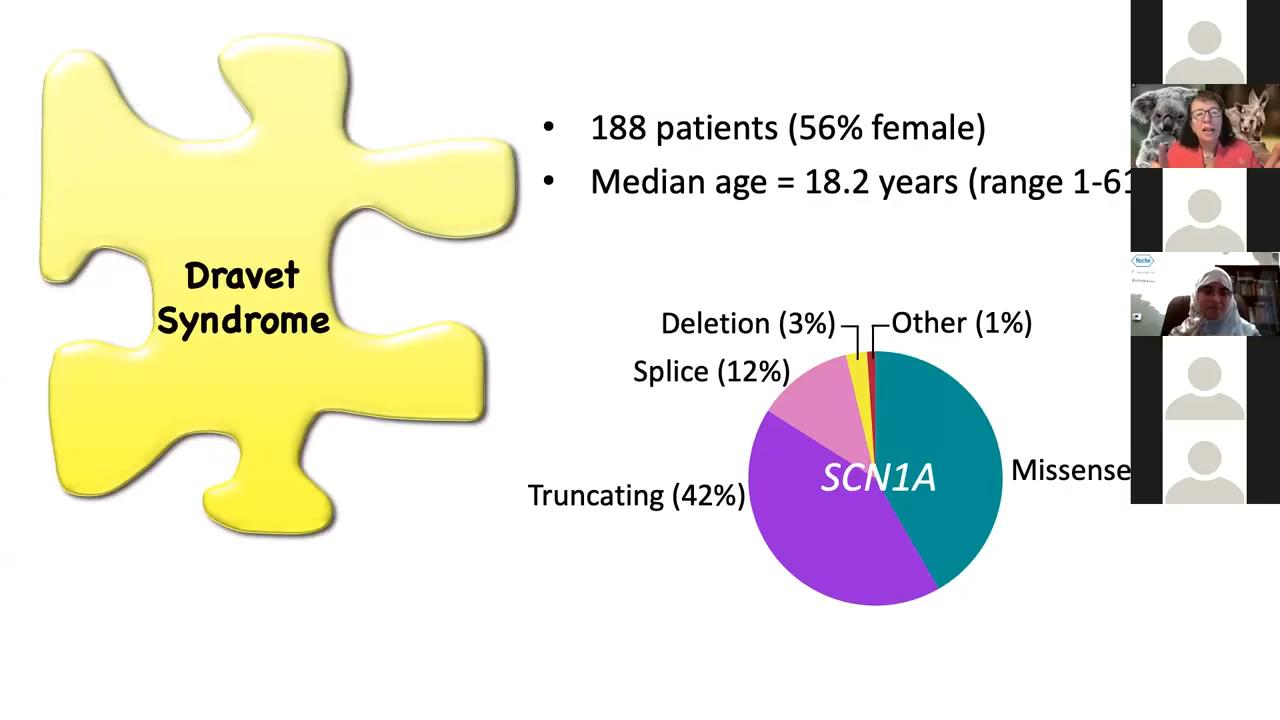 Dravet
Syndrome
• 188 patients (56% female)
• Median age = 18.2 years (range 1-61
Deletion (3%)
Other (1%)
Splice (12%)
Truncating (42%)
SCN1A
Missense
Roche